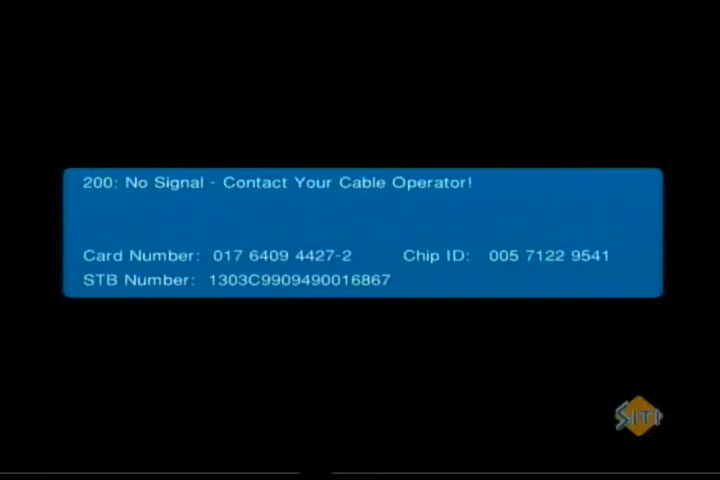 200: No Signal - Contact Your Cable Operator!
Card Number: 017 6409 4427-2 Chip ID: 005 7122 9541
STB Number: 1303C9909490016867
SITI